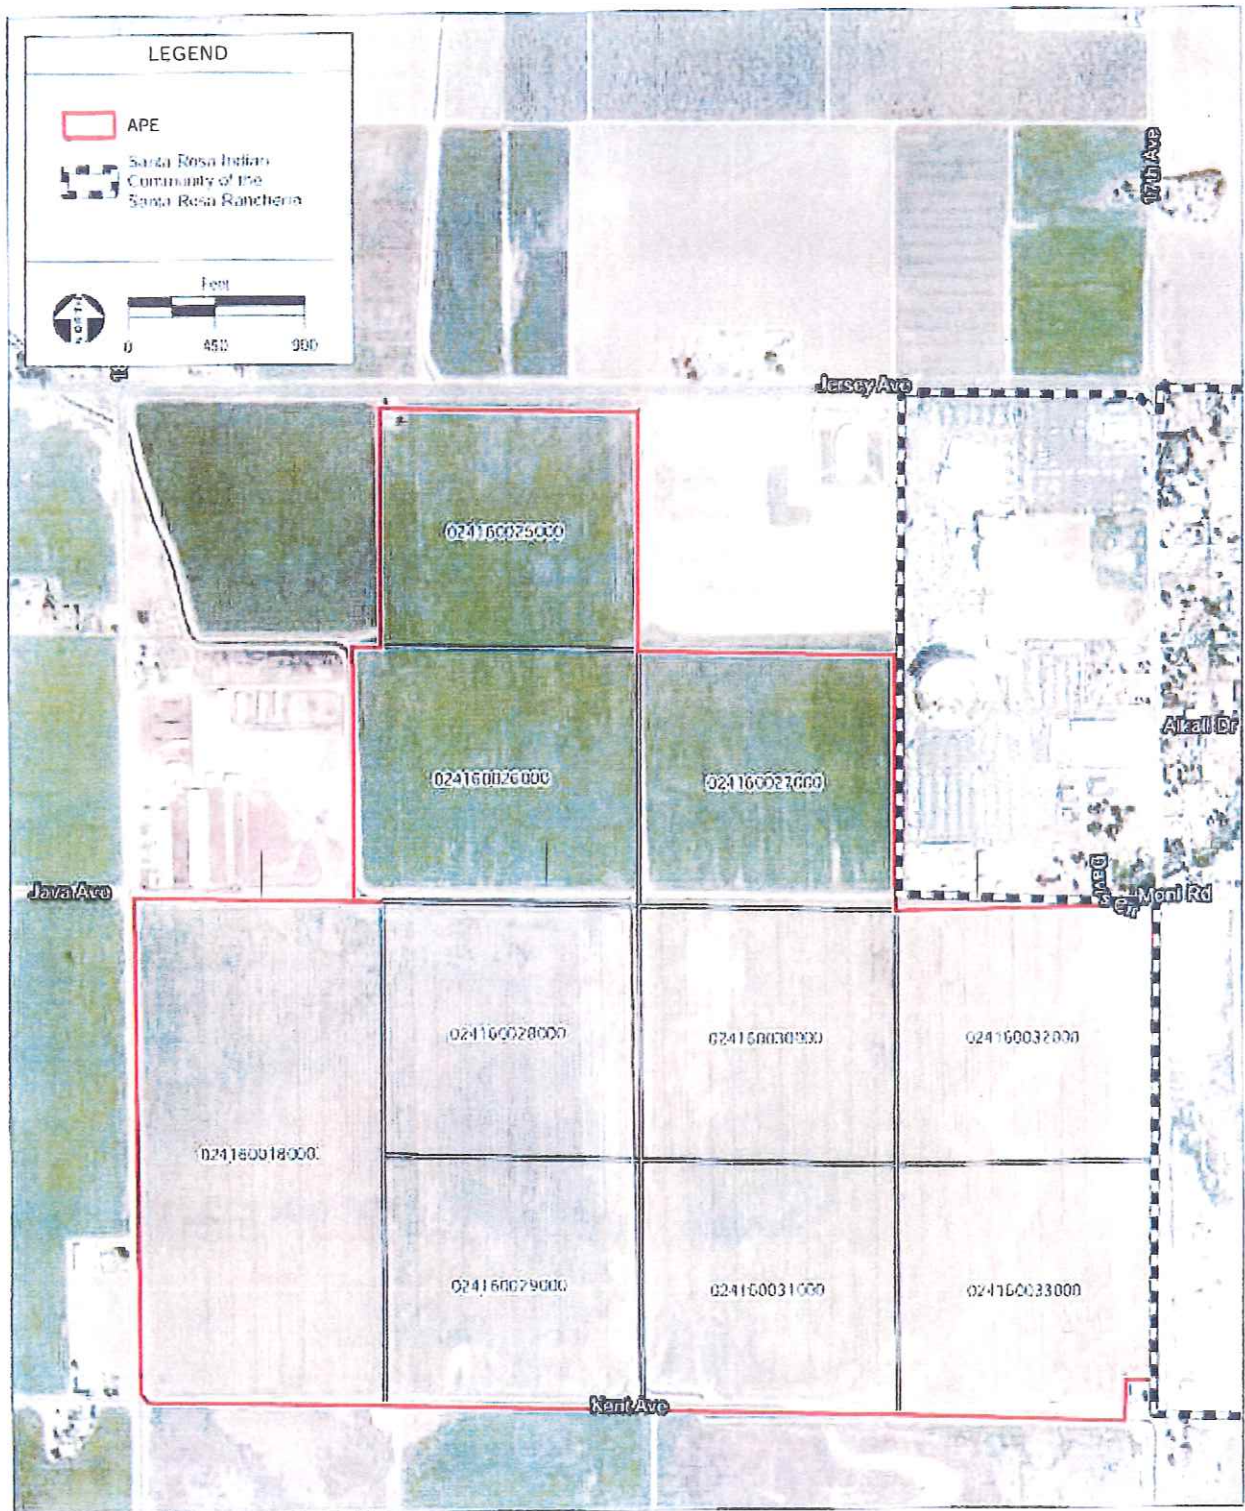 LEGEND
APE
Santa Rosa Indian
Community of the
Santa Rosa Rancheria
Feet
NORTH
0 450 900
17th Ave
Jersey Ave
024160025000
024160026000
024160027000
Alkali Dr
Java Ave
Moni Rd
024160028000
024160030000
024160032000
024160018000
024160029000
024160031000
024160033000
Kent Ave